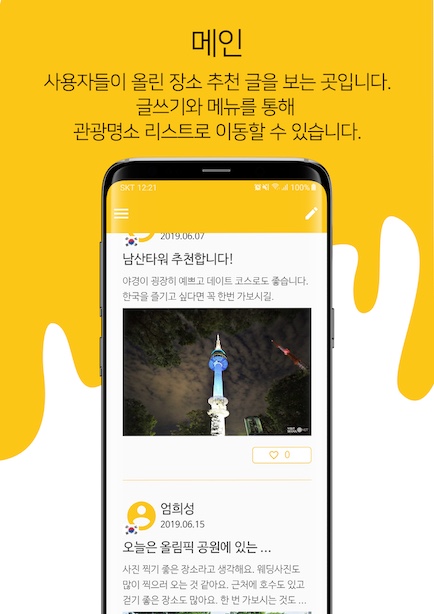 메인
사용자들이 올린 장소 추천 글을 보는 곳입니다.
글쓰기와 메뉴를 통해
관광명소 리스트로 이동할 수 있습니다.
SKT 12:21
100%
2019.06.07
남산타워 추천합니다!
야경이 굉장히 예쁘고 데이트 코스로도 좋습니다.
한국을 즐기고 싶다면 꼭 한번 가보시길.
0
엄희성
2019.06.15
오늘은 올림픽 공원에 있는 ...
사진 찍기 좋은 장소라고 생각해요. 웨딩사진도
많이 찍으러 오는 것 같아요. 근처에 호수도 있고
걷기 좋은 장소도 많아요. 한 번 가보시는 것도 ...